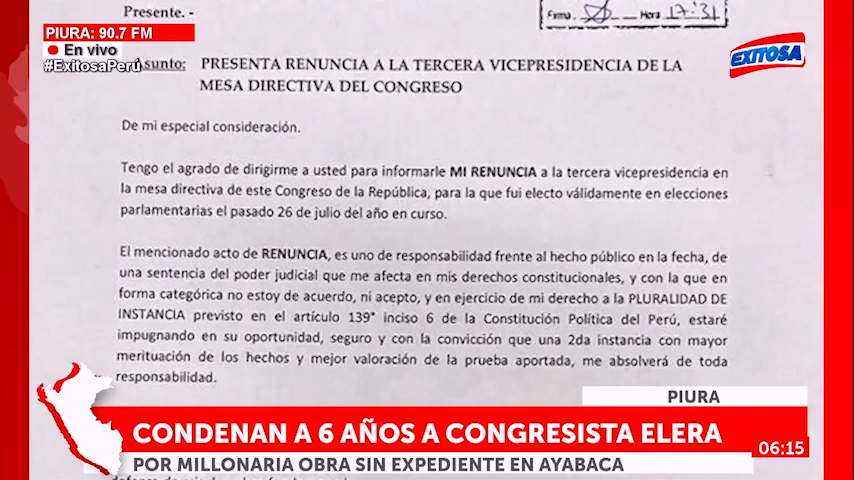 Presente. -
Firma. Hora 17:31
PIURA: 90.7 FM
En vivo
#ExitosaPerú
EXITOSA
Asunto: PRESENTA RENUNCIA A LA TERCERA VICEPRESIDENCIA DE LA
MESA DIRECTIVA DEL CONGRESO
De mi especial consideración.
Tengo el agrado de dirigirme a usted para informarle MI RENUNCIA a la tercera vicepresidencia en
la mesa directiva de este Congreso de la República, para la que fui electo válidamente en elecciones
parlamentarias el pasado 26 de julio del año en curso.
El mencionado acto de RENUNCIA, es uno de responsabilidad frente al hecho público en la fecha, de
una sentencia del poder judicial que me afecta en mis derechos constitucionales, y con la que en
forma categórica no estoy de acuerdo, ni acepto, y en ejercicio de mi derecho a la PLURALIDAD DE
INSTANCIA previsto en el artículo 139° inciso 6 de la Constitución Política del Perú, estaré
impugnando en su oportunidad, seguro y con la convicción que una 2da instancia con mayor
merituación de los hechos y mejor valoración de la prueba aportada, me absolverá de toda
responsabilidad.
PIURA
CONDENAN A 6 AÑOS A CONGRESISTA ELERA
06:15
POR MILLONARIA OBRA SIN EXPEDIENTE EN AYABACA